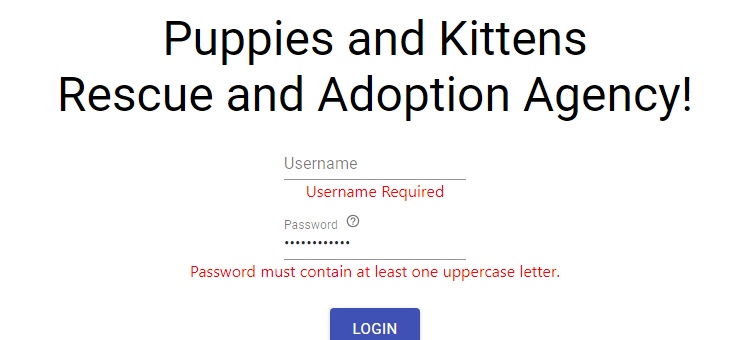 Puppies and Kittens
Rescue and Adoption Agency!
Username
Username Required
Password ?
••••••••••••
Password must contain at least one uppercase letter.
LOGIN